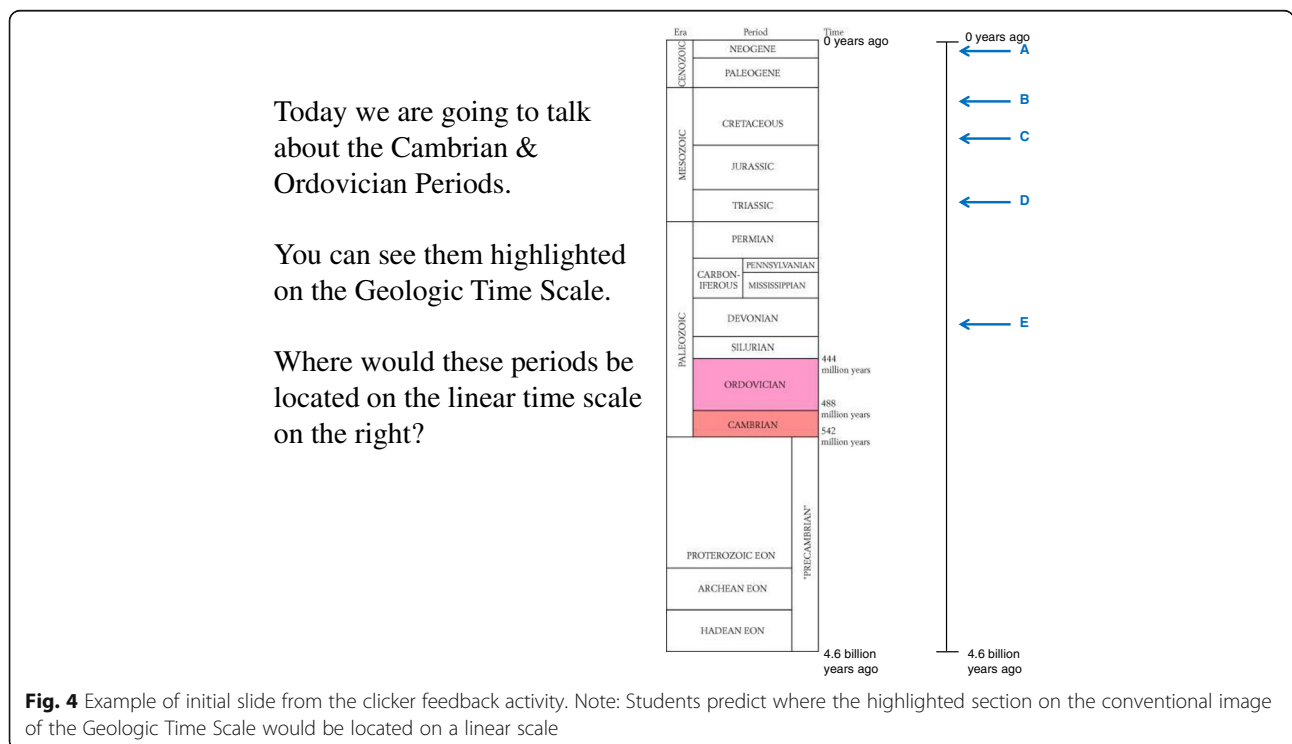 Today we are going to talk
about the Cambrian &
Ordovician Periods.
You can see them highlighted
on the Geologic Time Scale.
Where would these periods be
located on the linear time scale
on the right?
Era Period Time
CENOZOIC
NEOGENE
PALEOGENE
MESOZOIC
CRETACEOUS
JURASSIC
TRIASSIC
PALEOZOIC
PERMIAN
CARBON-
IFEROUS
PENNSYLVANIAN
MISSISSIPPIAN
DEVONIAN
SILURIAN
ORDOVICIAN
CAMBRIAN
"PRECAMBRIAN"
PROTEROZOIC EON
ARCHEAN EON
HADEAN EON
0 years ago
444
million years
488
million years
542
million years
4.6 billion
years ago
0 years ago
A
B
C
D
E
4.6 billion
years ago
Fig. 4 Example of initial slide from the clicker feedback activity. Note: Students predict where the highlighted section on the conventional image
of the Geologic Time Scale would be located on a linear scale